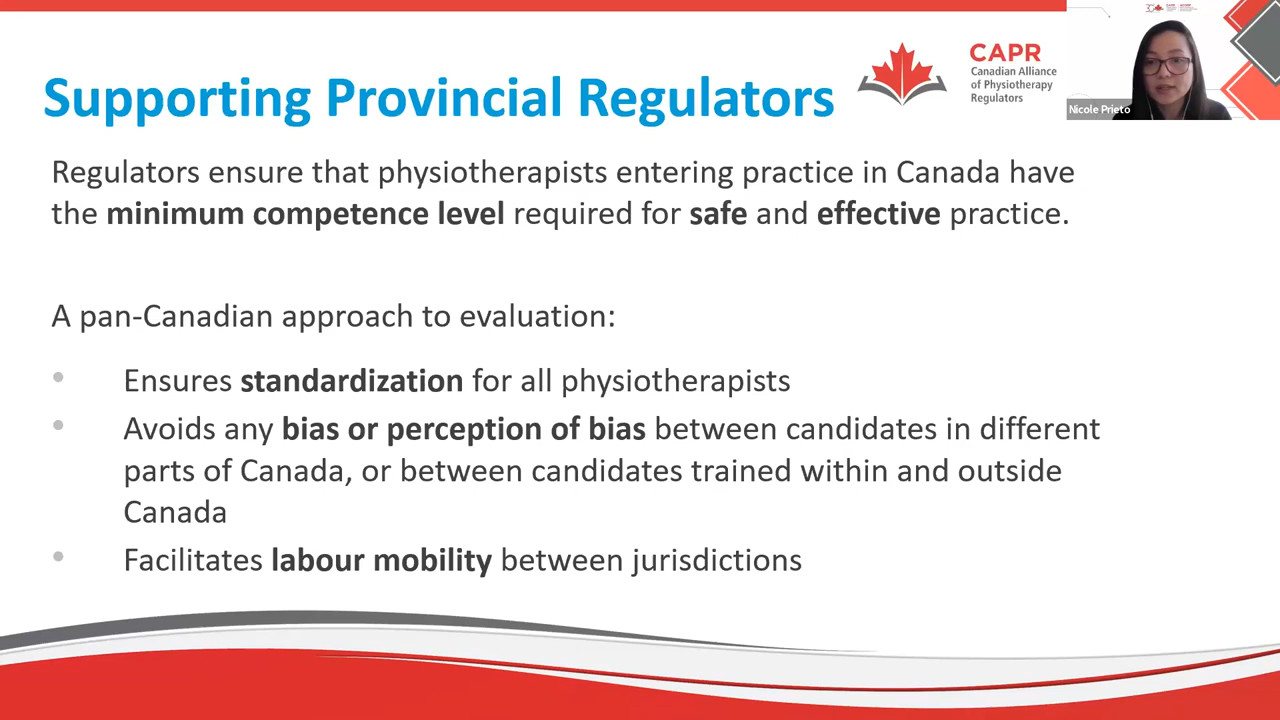 Supporting Provincial Regulators
CAPR
Canadian Alliance
of Physiotherapy
Regulators
Nicole Prieto
Regulators ensure that physiotherapists entering practice in Canada have
the minimum competence level required for safe and effective practice.
A pan-Canadian approach to evaluation:
• Ensures standardization for all physiotherapists
• Avoids any bias or perception of bias between candidates in different
parts of Canada, or between candidates trained within and outside
Canada
• Facilitates labour mobility between jurisdictions